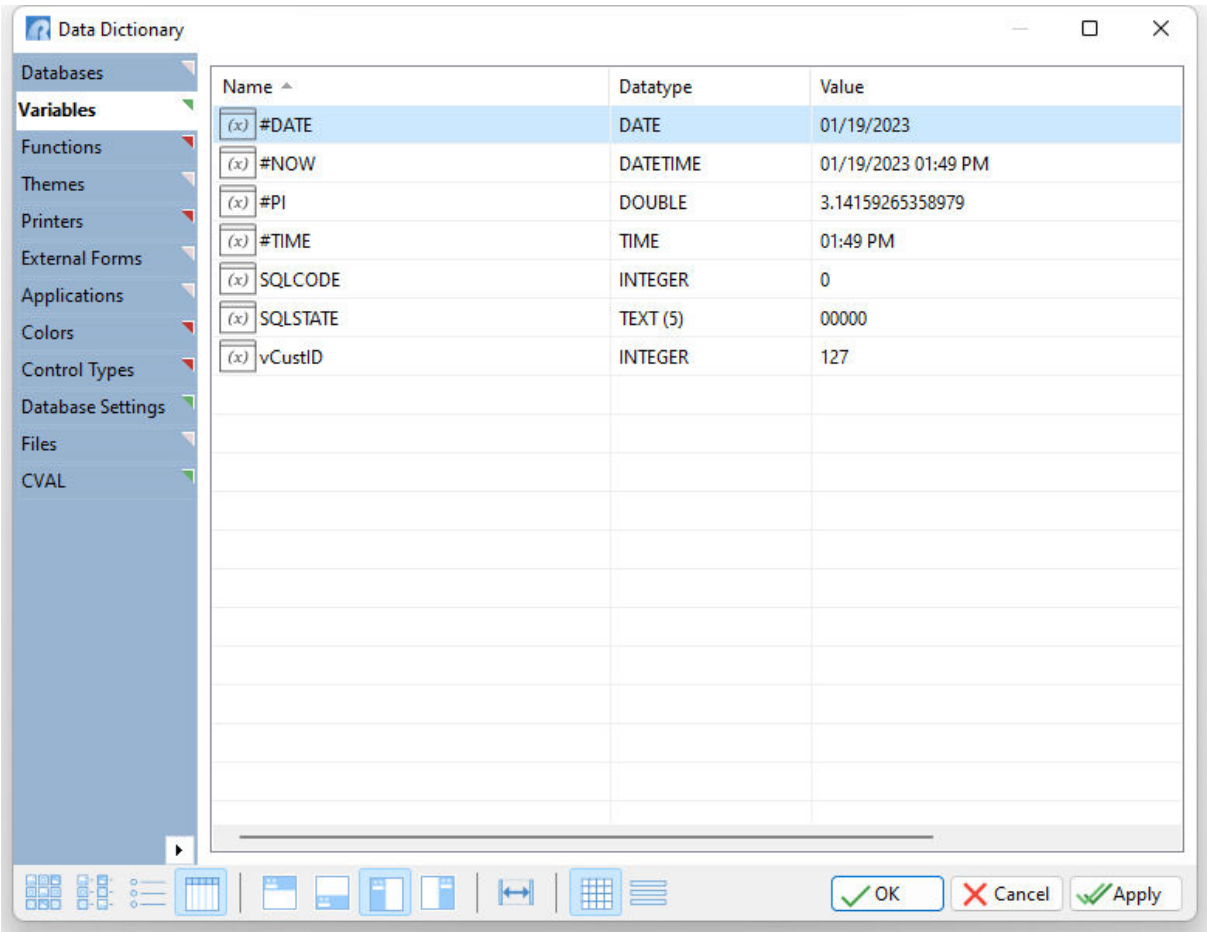 Data Dictionary
Databases
Variables
Functions
Themes
Printers
External Forms
Applications
Colors
Control Types
Database Settings
Files
CVAL
Name Datatype Value
(x) #DATE DATE 01/19/2023
(x) #NOW DATETIME 01/19/2023 01:49 PM
(x) #PI DOUBLE 3.14159265358979
(x) #TIME TIME 01:49 PM
(x) SQLCODE INTEGER 0
(x) SQLSTATE TEXT (5) 00000
(x) vCustID INTEGER 127
OK Cancel Apply